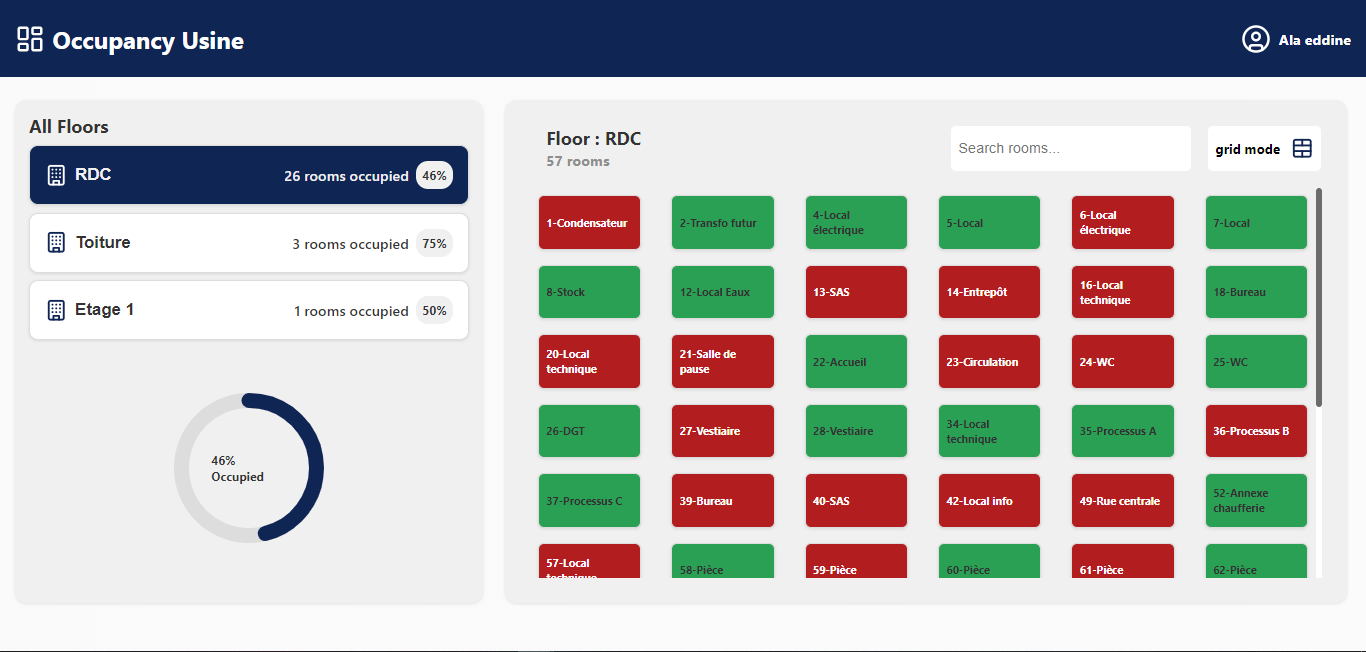 Occupancy Usine
Ala eddine
All Floors
RDC
26 rooms occupied
46%
Toiture
3 rooms occupied
75%
Etage 1
1 rooms occupied
50%
46%
Occupied
Floor : RDC
57 rooms
Search rooms...
grid mode
1-Condensateur
2-Transfo futur
4-Local
électrique
5-Local
6-Local
électrique
7-Local
8-Stock
12-Local Eaux
13-SAS
14-Entrepôt
16-Local
technique
18-Bureau
20-Local
technique
21-Salle de
pause
22-Accueil
23-Circulation
24-WC
25-WC
26-DGT
27-Vestiaire
28-Vestiaire
34-Local
technique
35-Processus A
36-Processus B
37-Processus C
39-Bureau
40-SAS
42-Local info
49-Rue centrale
52-Annexe
chaufferie
57-Local
technique
58-Pièce
59-Pièce
60-Pièce
61-Pièce
62-Pièce